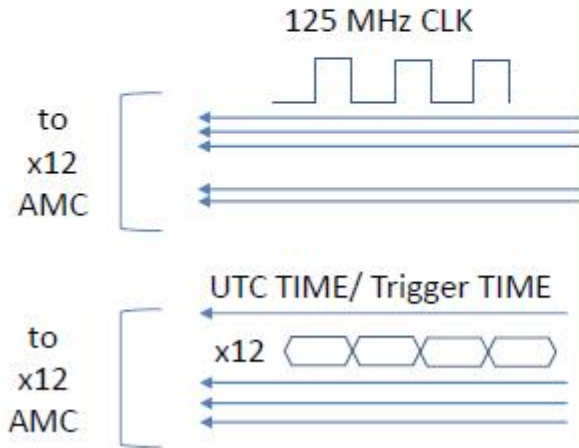 125 MHz CLK
to
x12
AMC
UTC TIME/ Trigger TIME
to
x12
AMC
x12